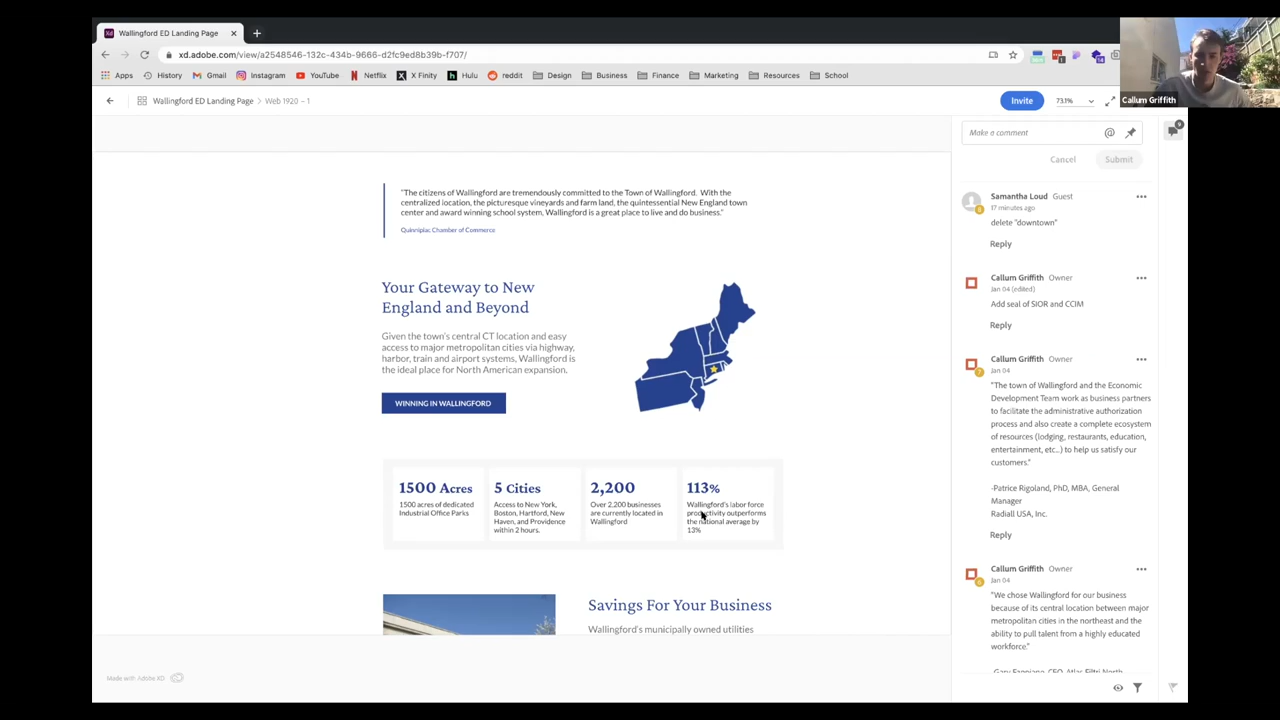 Wallingford ED Landing Page
xd.adobe.com/view/a2548546-132c-434b-9666-d2fc9ed8b39b-f707/
Apps History Gmail Instagram YouTube Netflix X Finity Hulu reddit Design Business Finance Marketing Resources School
Callum Griffith
Wallingford ED Landing Page > Web 1920 – 1
Invite
73.1%
"The citizens of Wallingford are tremendously committed to the Town of Wallingford. With the
centralized location, the picturesque vineyards and farm land, the quintessential New England town
center and award winning school system, Wallingford is a great place to live and do business."
Quinnipiac Chamber of Commerce
Your Gateway to New
England and Beyond
Given the town's central CT location and easy
access to major metropolitan cities via highway,
harbor, train and airport systems, Wallingford is
the ideal place for North American expansion.
WINNING IN WALLINGFORD
1500 Acres
1500 acres of dedicated
Industrial Office Parks
5 Cities
Access to New York,
Boston, Hartford, New
Haven, and Providence
within 2 hours.
2,200
Over 2,200 businesses
are currently located in
Wallingford
113%
Wallingford's labor force
productivity outperforms
the national average by
13%
Savings For Your Business
Wallingford's municipally owned utilities
Made with Adobe XD
Make a comment
Cancel
Submit
Samantha Loud Guest
17 minutes ago
delete "downtown"
Reply
Callum Griffith Owner
Jan 04 (edited)
Add seal of SIOR and CCIM
Reply
Callum Griffith Owner
Jan 04
"The town of Wallingford and the Economic
Development Team work as business partners
to facilitate the administrative authorization
process and also create a complete ecosystem
of resources (lodging, restaurants, education,
entertainment, etc...) to help us satisfy our
customers."
-Patrice Rigoland, PhD, MBA, General
Manager
Radiall USA, Inc.
Reply
Callum Griffith Owner
Jan 04
"We chose Wallingford for our business
because of its central location between major
metropolitan cities in the northeast and the
ability to pull talent from a highly educated
workforce."